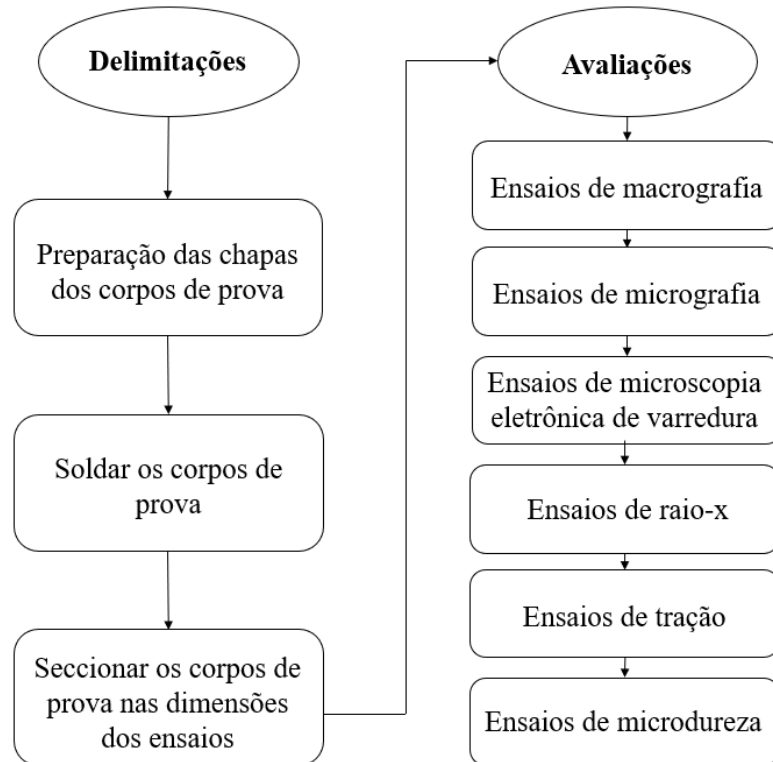 Delimitações
Preparação das chapas
dos corpos de prova
Soldar os corpos de
prova
Seccionar os corpos de
prova nas dimensões
dos ensaios
Avaliações
Ensaios de macrografia
Ensaios de micrografia
Ensaios de microscopia
eletrônica de varredura
Ensaios de raio-x
Ensaios de tração
Ensaios de microdureza